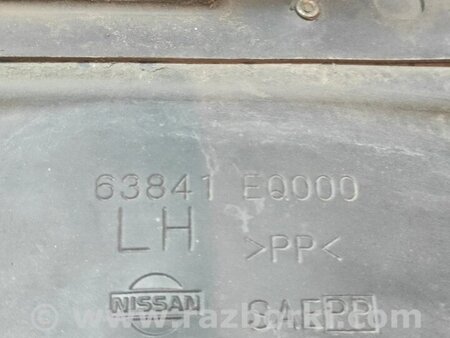 63841 EQ000
LH >PP<
NISSAN
www.razborki.com